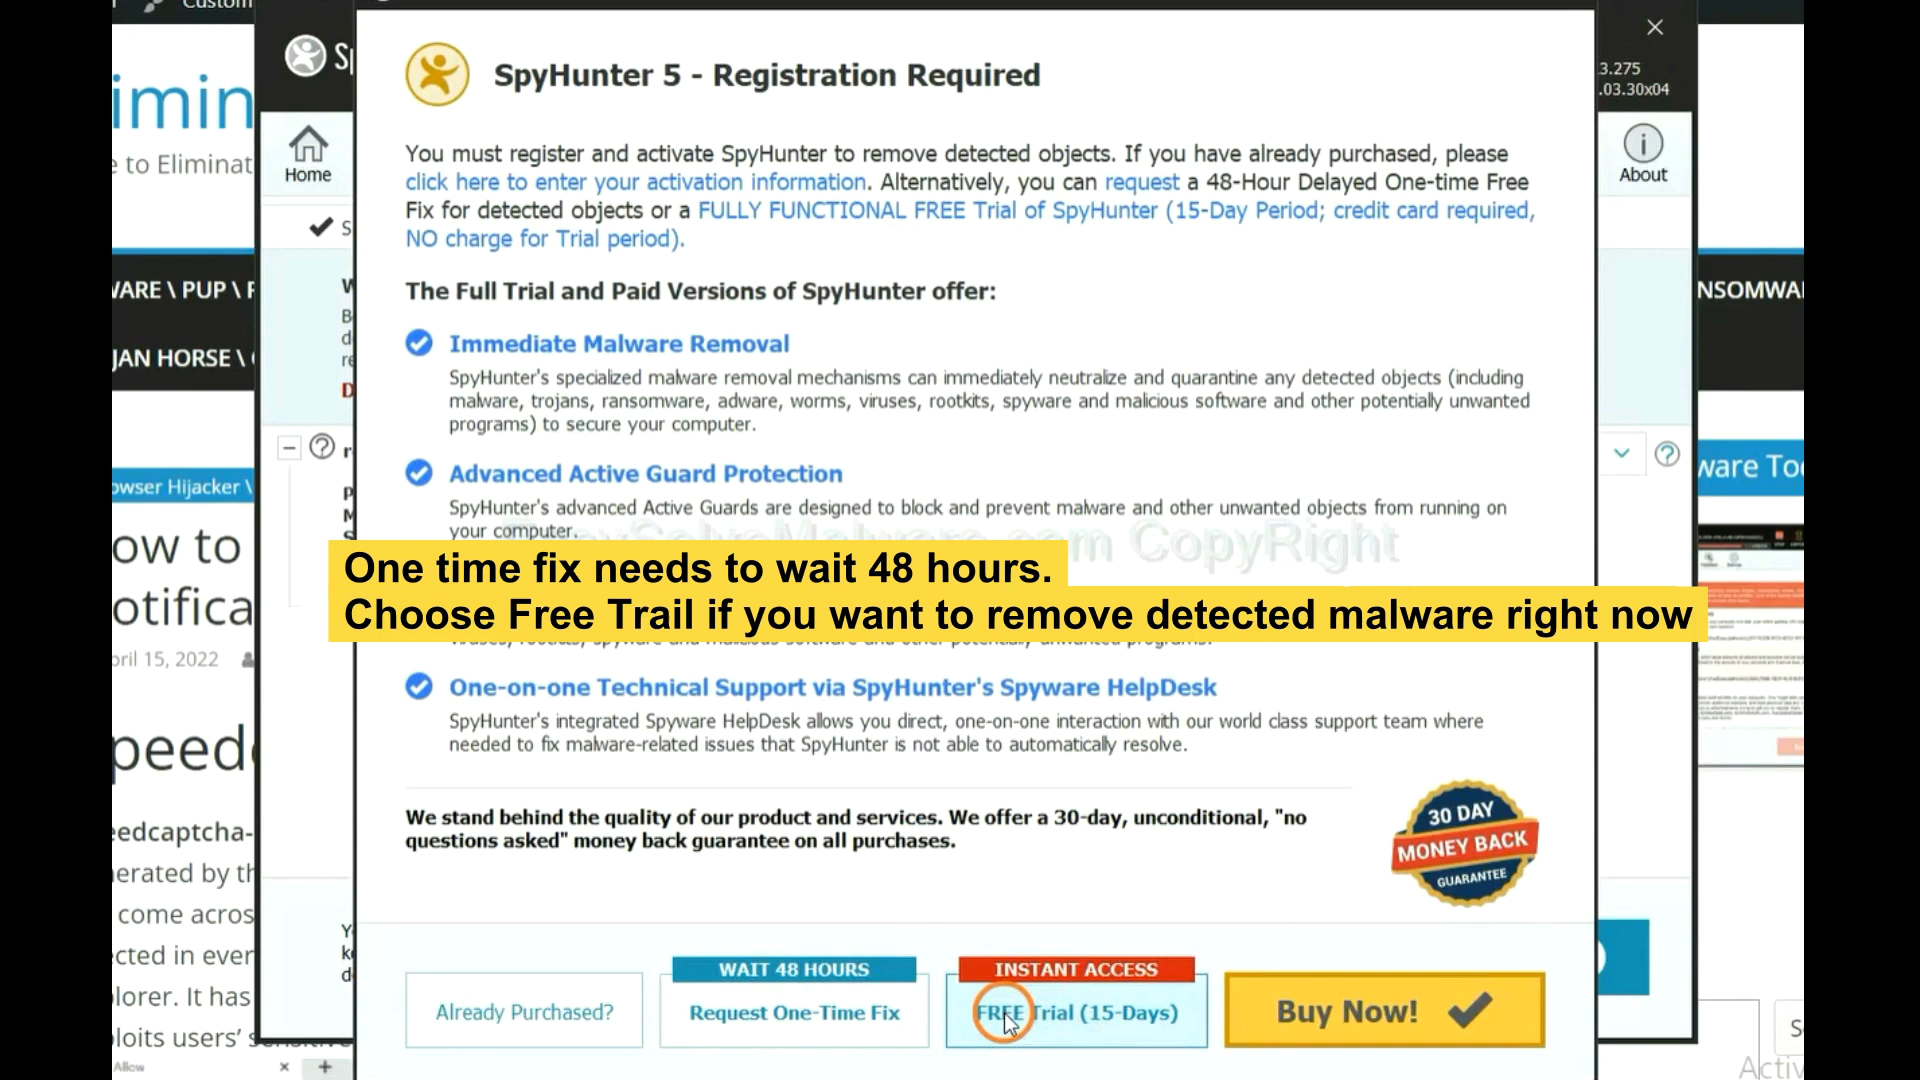 Custom
SpyHunter 5 - Registration Required
3.275
.03.30x04
imin
e to Eliminat
Home
About
You must register and activate SpyHunter to remove detected objects. If you have already purchased, please
click here to enter your activation information. Alternatively, you can request a 48-Hour Delayed One-time Free
Fix for detected objects or a FULLY FUNCTIONAL FREE Trial of SpyHunter (15-Day Period; credit card required,
NO charge for Trial period).
The Full Trial and Paid Versions of SpyHunter offer:
WARE \ PUP \
NSOMWA
JAN HORSE \
Immediate Malware Removal
SpyHunter's specialized malware removal mechanisms can immediately neutralize and quarantine any detected objects (including
malware, trojans, ransomware, adware, worms, viruses, rootkits, spyware and malicious software and other potentially unwanted
programs) to secure your computer.
Advanced Active Guard Protection
SpyHunter's advanced Active Guards are designed to block and prevent malware and other unwanted objects from running on
your computer.
owser Hijacker \
ware Too
ow to
otifica
pril 15, 2022
m CopyRight
One time fix needs to wait 48 hours.
Choose Free Trail if you want to remove detected malware right now
One-on-one Technical Support via SpyHunter's Spyware HelpDesk
SpyHunter's integrated Spyware HelpDesk allows you direct, one-on-one interaction with our world class support team where
needed to fix malware-related issues that SpyHunter is not able to automatically resolve.
peed
eedcaptcha-
erated by th
come acros
cted in ever
lorer. It has
ploits users' sensitive
We stand behind the quality of our product and services. We offer a 30-day, unconditional, "no
questions asked" money back guarantee on all purchases.
30 DAY
MONEY BACK
GUARANTEE
Already Purchased?
WAIT 48 HOURS
Request One-Time Fix
INSTANT ACCESS
FREE Trial (15-Days)
Buy Now!
Allow
Activ